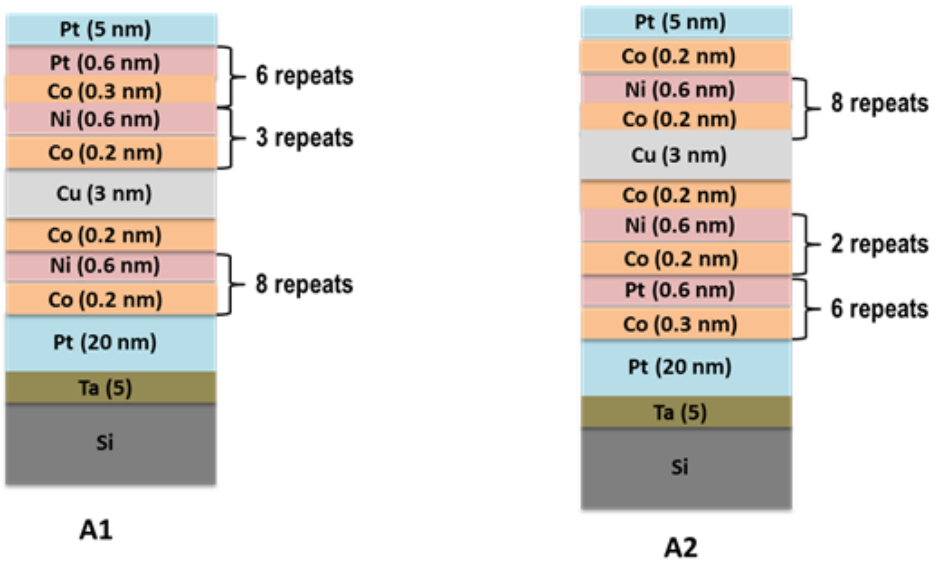 Pt (5 nm)
Pt (0.6 nm)
Co (0.3 nm)
6 repeats
Ni (0.6 nm)
Co (0.2 nm)
3 repeats
Cu (3 nm)
Co (0.2 nm)
Ni (0.6 nm)
Co (0.2 nm)
8 repeats
Pt (20 nm)
Ta (5)
Si
A1
Pt (5 nm)
Co (0.2 nm)
Ni (0.6 nm)
Co (0.2 nm)
8 repeats
Cu (3 nm)
Co (0.2 nm)
Ni (0.6 nm)
Co (0.2 nm)
2 repeats
Pt (0.6 nm)
Co (0.3 nm)
6 repeats
Pt (20 nm)
Ta (5)
Si
A2